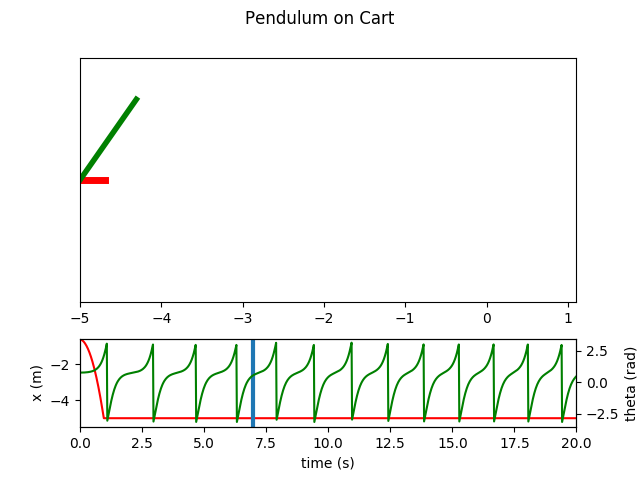 Pendulum on Cart
−5 −4 −3 −2 −1 0 1
x (m)
−2
−4
2.5
0.0
−2.5
theta (rad)
0.0 2.5 5.0 7.5 10.0 12.5 15.0 17.5 20.0
time (s)